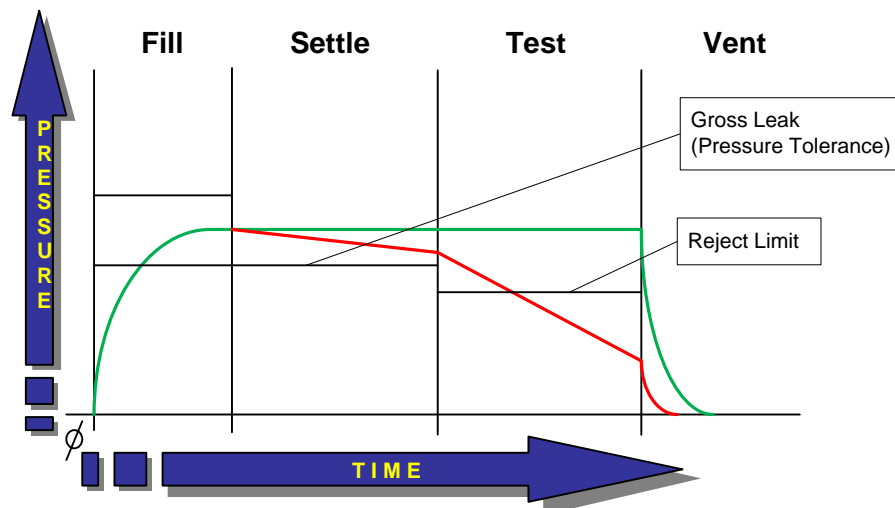 Fill Settle Test Vent
PRESSURE
Gross Leak
(Pressure Tolerance)
Reject Limit
ϕ
TIME